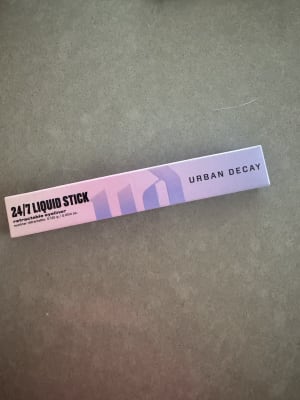 24/7 LIQUID STICK
retractable eyeliner
URBAN DECAY